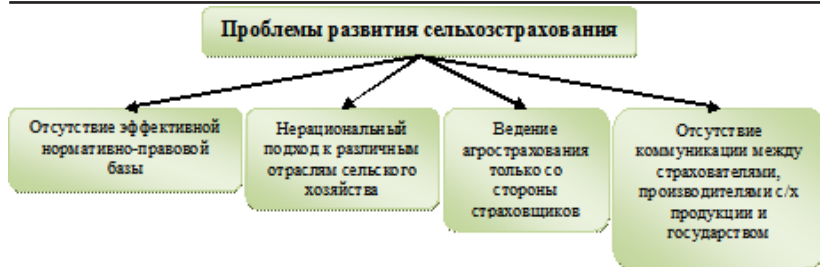 Проблемы развития сельхозстрахования
Отсутствие эффективной
нормативно-правовой
базы
Нерациональный
подход к различным
отраслям сельского
хозяйства
Ведение
агрострахования
только со
стороны
страховщиков
Отсутствие
коммуникации между
страхователями,
производителями с/х
продукции и
государством